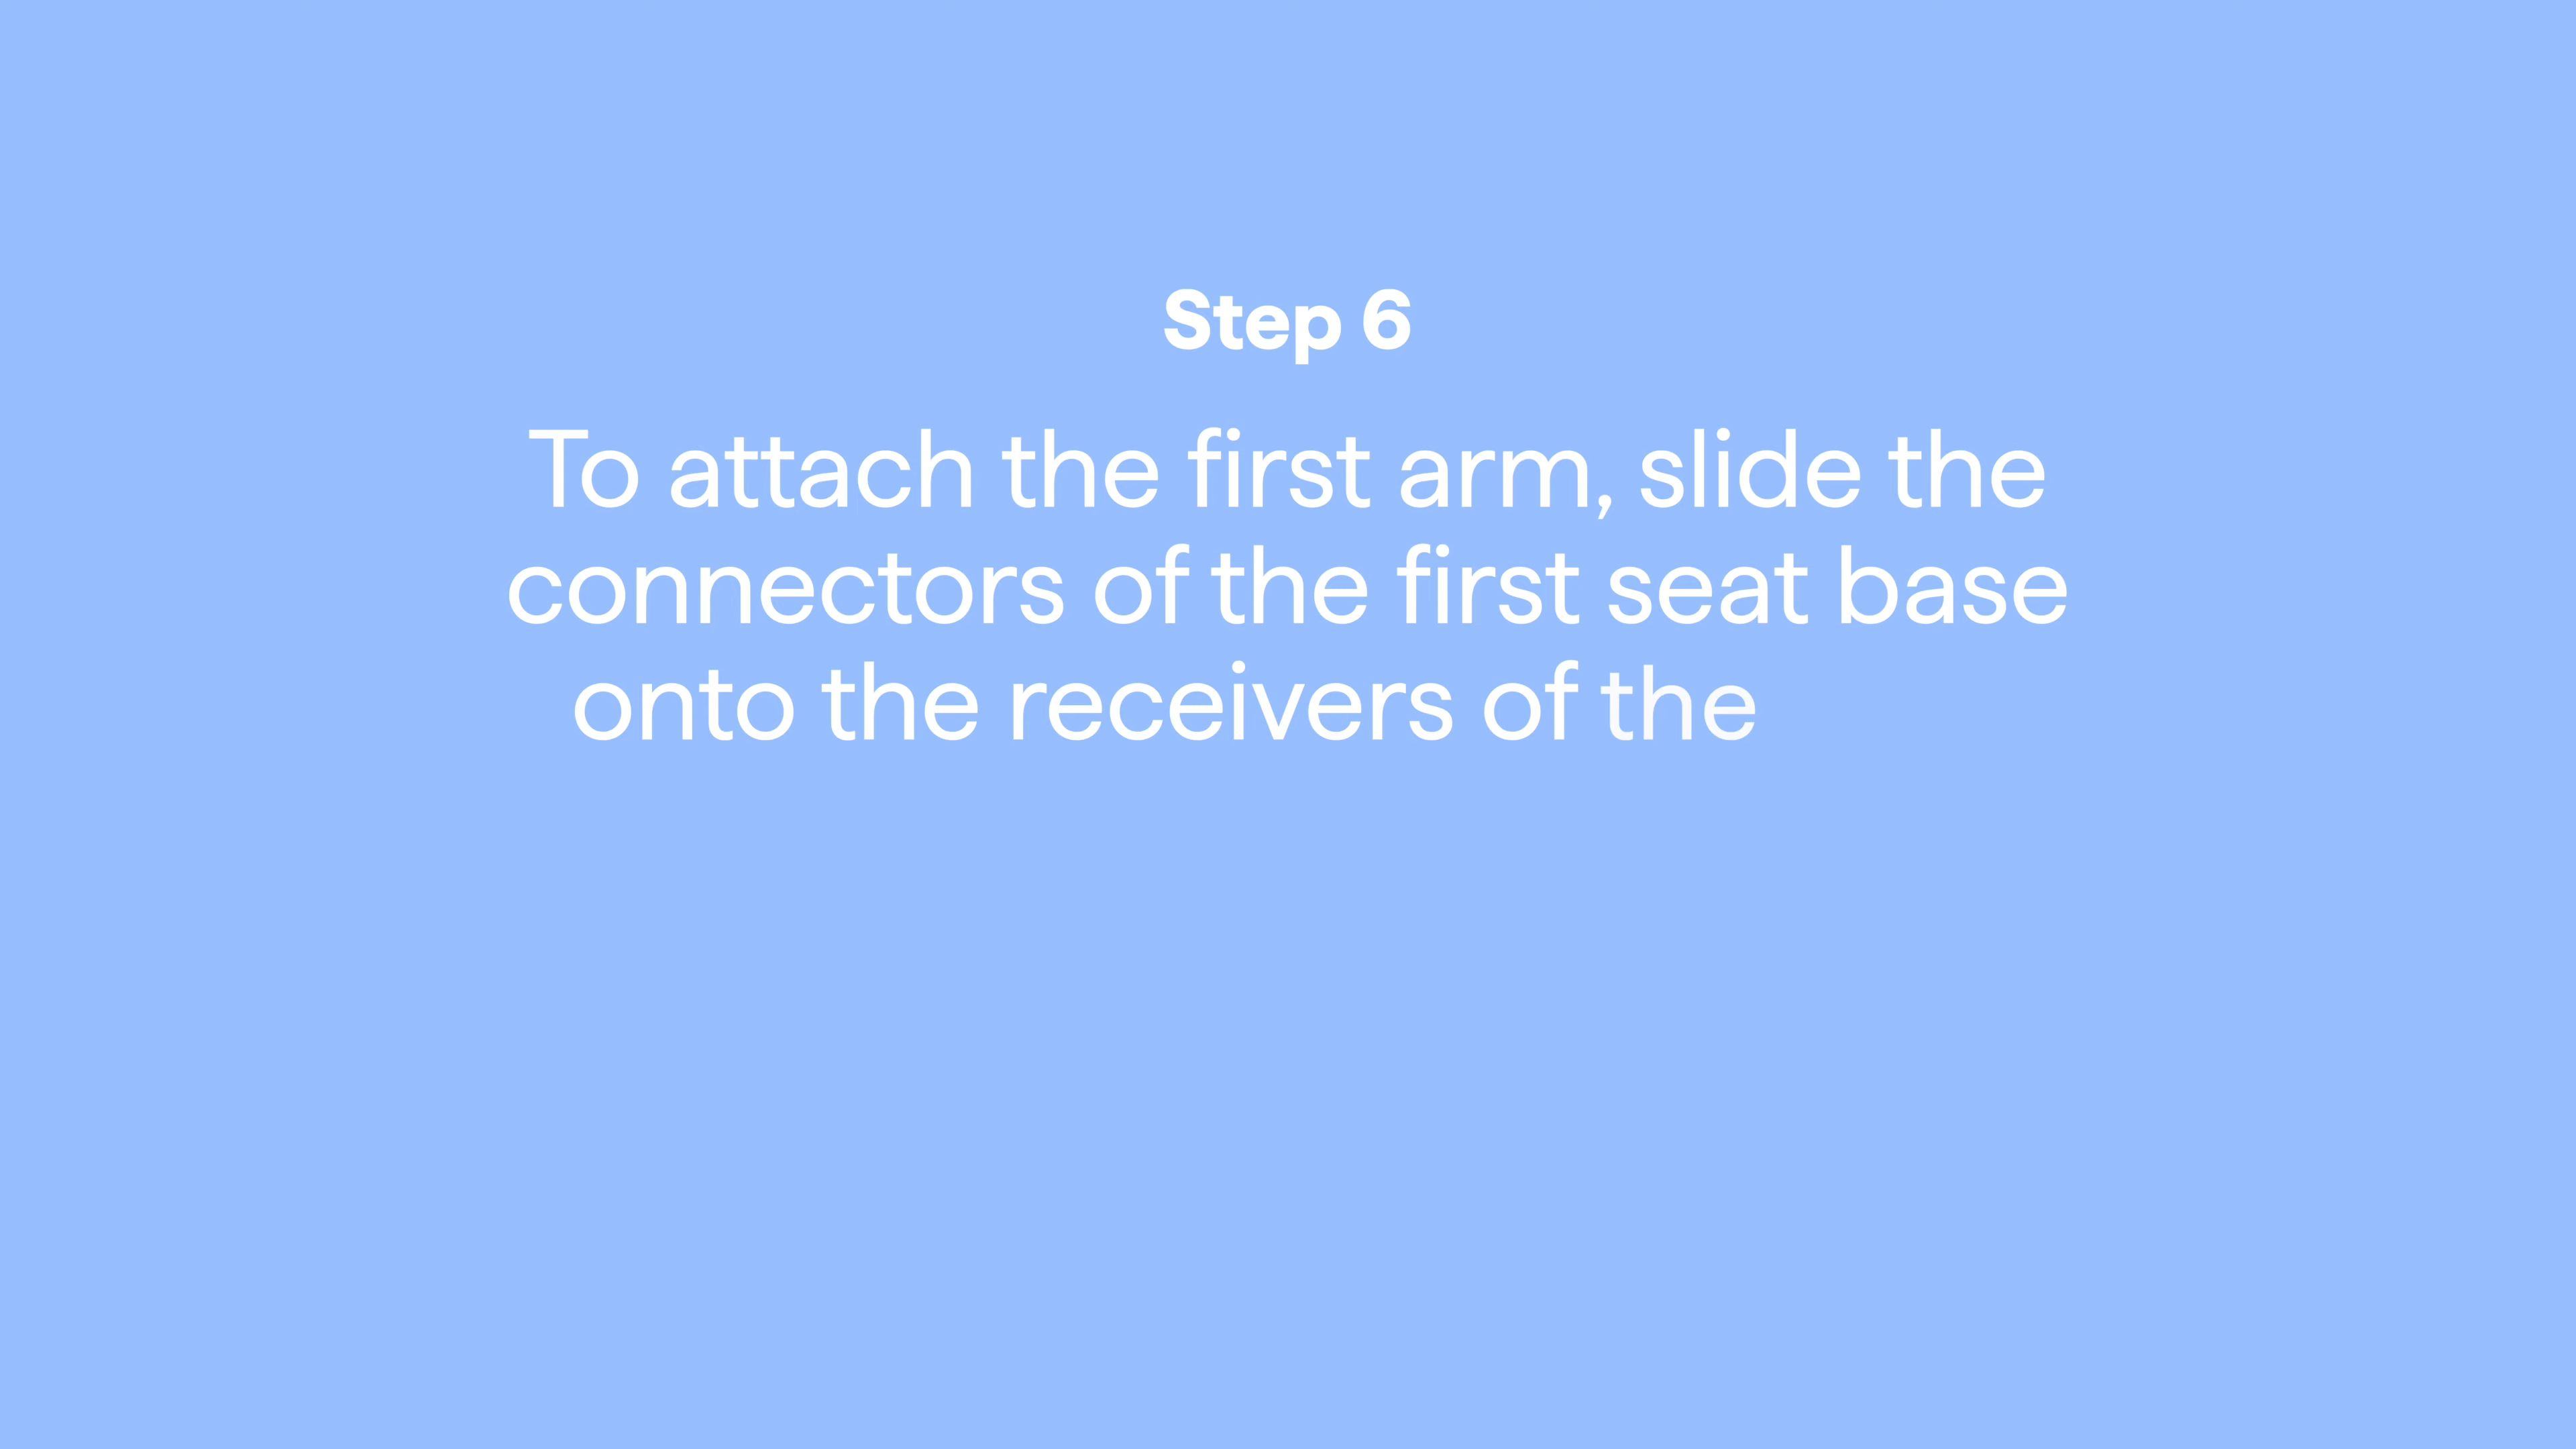 Step 6
To attach the first arm, slide the
connectors of the first seat base
onto the receivers of the